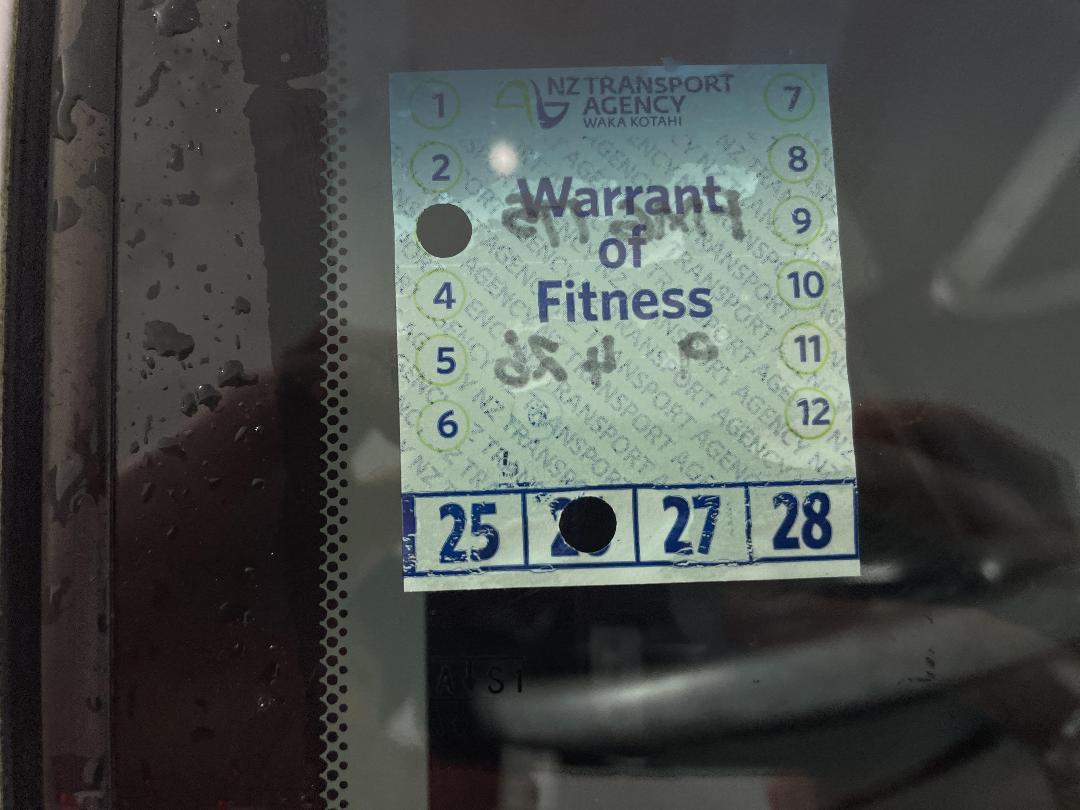 NZ TRANSPORT
AGENCY
WAKA KOTAHI
1
2
4
5
6
Warrant
of
Fitness
7
8
9
10
11
12
25 27 28